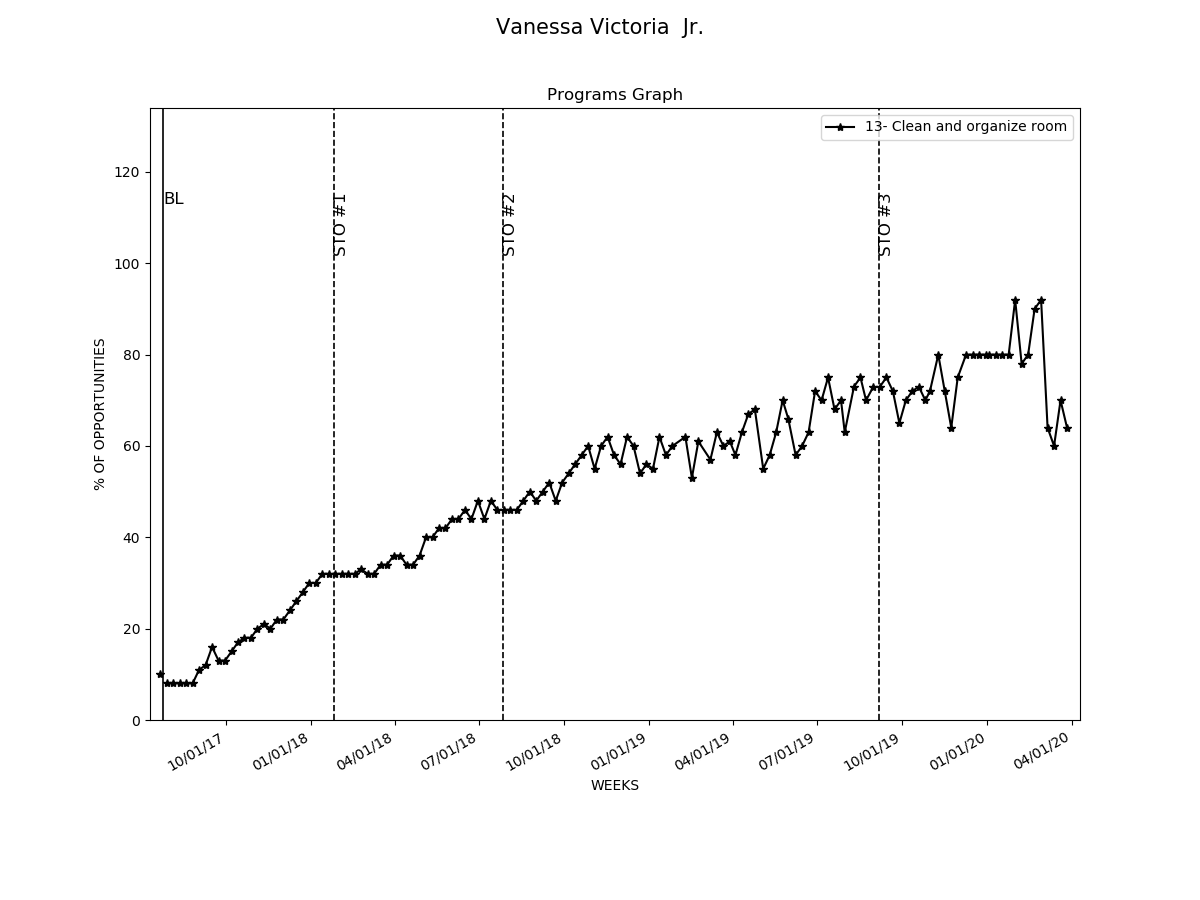 Vanessa Victoria  Jr.
Programs Graph
13- Clean and organize room
BL
STO #1
STO #2
STO #3
% OF OPPORTUNITIES
120
100
80
60
40
20
0
10/01/17
01/01/18
04/01/18
07/01/18
10/01/18
01/01/19
04/01/19
07/01/19
10/01/19
01/01/20
04/01/20
WEEKS